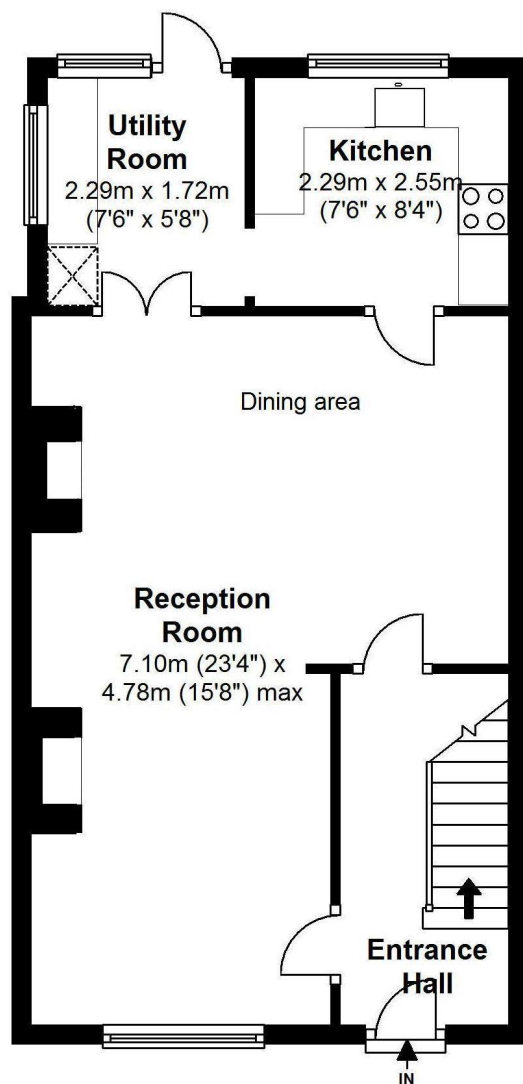 Utility
Room
2.29m x 1.72m
(7'6" x 5'8")
Kitchen
2.29m x 2.55m
(7'6" x 8'4")
Dining area
Reception
Room
7.10m (23'4") x
4.78m (15'8") max
Entrance
Hall
IN